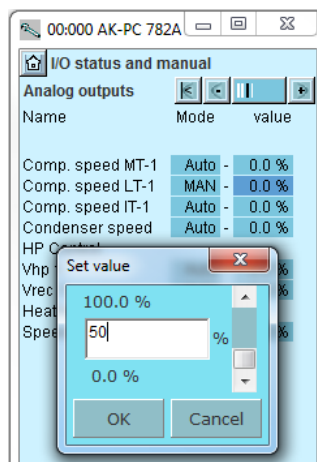 00:000 AK-PC 782A
I/O status and manual
Analog outputs
Name Mode value
Comp. speed MT-1 Auto - 0.0 %
Comp. speed LT-1 MAN - 0.0 %
Comp. speed IT-1 Auto - 0.0 %
Condenser speed Auto - 0.0 %
HP Control
Vhp
Vrec %
Heat
Spee %
Set value
100.0 %
50 %
0.0 %
OK Cancel